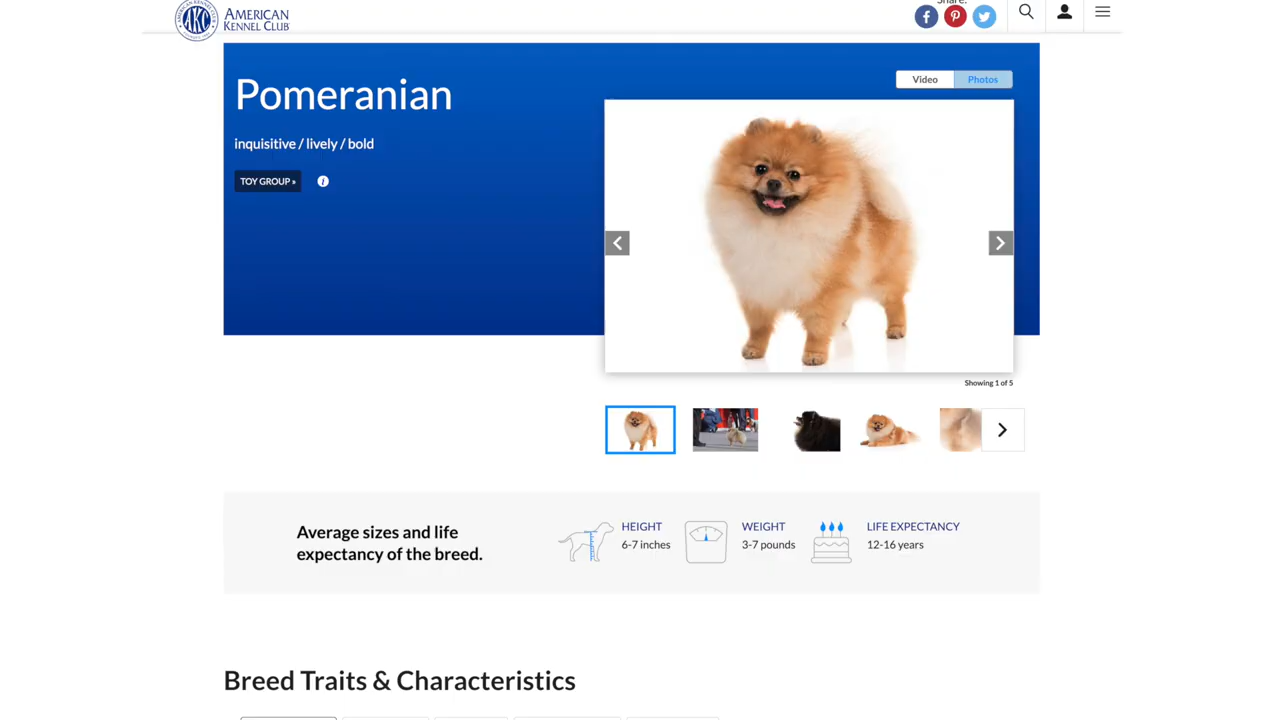 Share:
AMERICAN
KENNEL CLUB
Pomeranian
inquisitive / lively / bold
TOY GROUP »
Video
Photos
Showing 1 of 5
Average sizes and life
expectancy of the breed.
HEIGHT
6-7 inches
WEIGHT
3-7 pounds
LIFE EXPECTANCY
12-16 years
Breed Traits & Characteristics